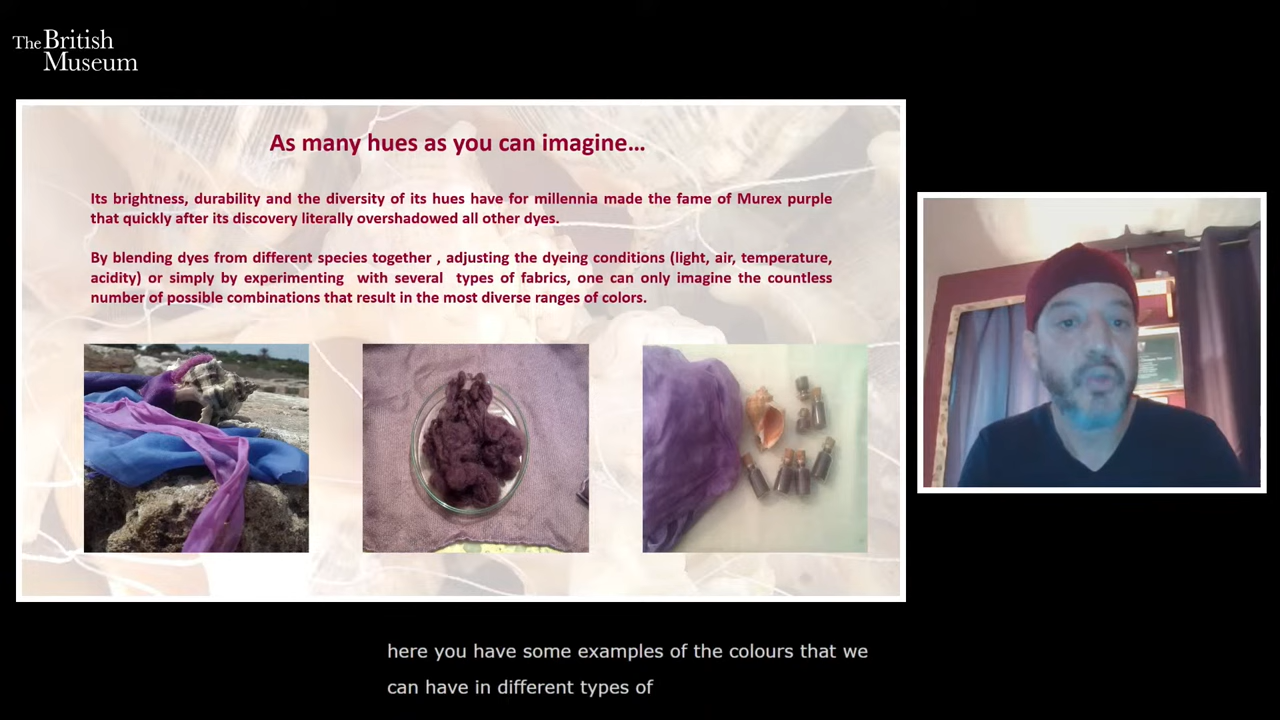 The British
Museum
As many hues as you can imagine…
Its brightness, durability and the diversity of its hues have for millennia made the fame of Murex purple
that quickly after its discovery literally overshadowed all other dyes.
By blending dyes from different species together , adjusting the dyeing conditions (light, air, temperature,
acidity) or simply by experimenting with several types of fabrics, one can only imagine the countless
number of possible combinations that result in the most diverse ranges of colors.
here you have some examples of the colours that we
can have in different types of